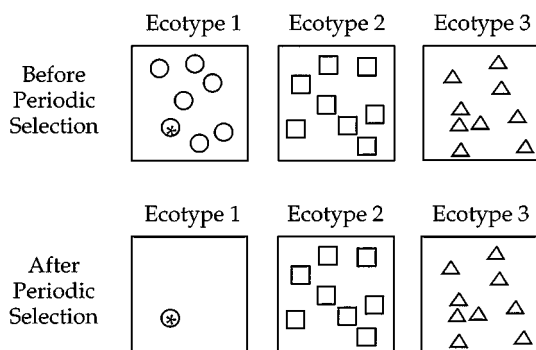 Ecotype 1 Ecotype 2 Ecotype 3
Before
Periodic
Selection
*
Ecotype 1 Ecotype 2 Ecotype 3
After
Periodic
Selection
*